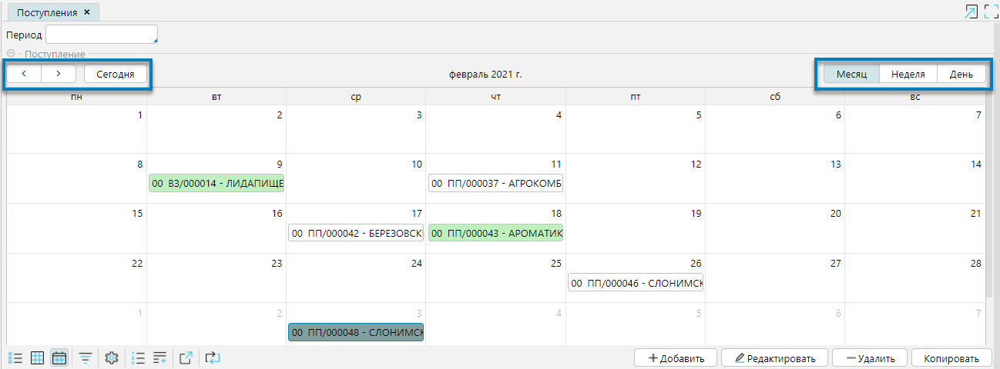 Поступления ×
Период
Поступление
< > Сегодня февраль 2021 г. Месяц Неделя День
пн вт ср чт пт сб вс
1 2 3 4 5 6 7
8 9 10 11 12 13 14
00 ВЗ/000014 - ЛИДАПИЩЕ 00 ПП/000037 - АГРОКОМБ
15 16 17 18 19 20 21
00 ПП/000042 - БЕРЕЗОВСК 00 ПП/000043 - АРОМАТИК
22 23 24 25 26 27 28
00 ПП/000046 - СЛОНИМСК
1 2 3 4 5 6 7
00 ПП/000048 - СЛОНИМСК
Добавить Редактировать Удалить Копировать